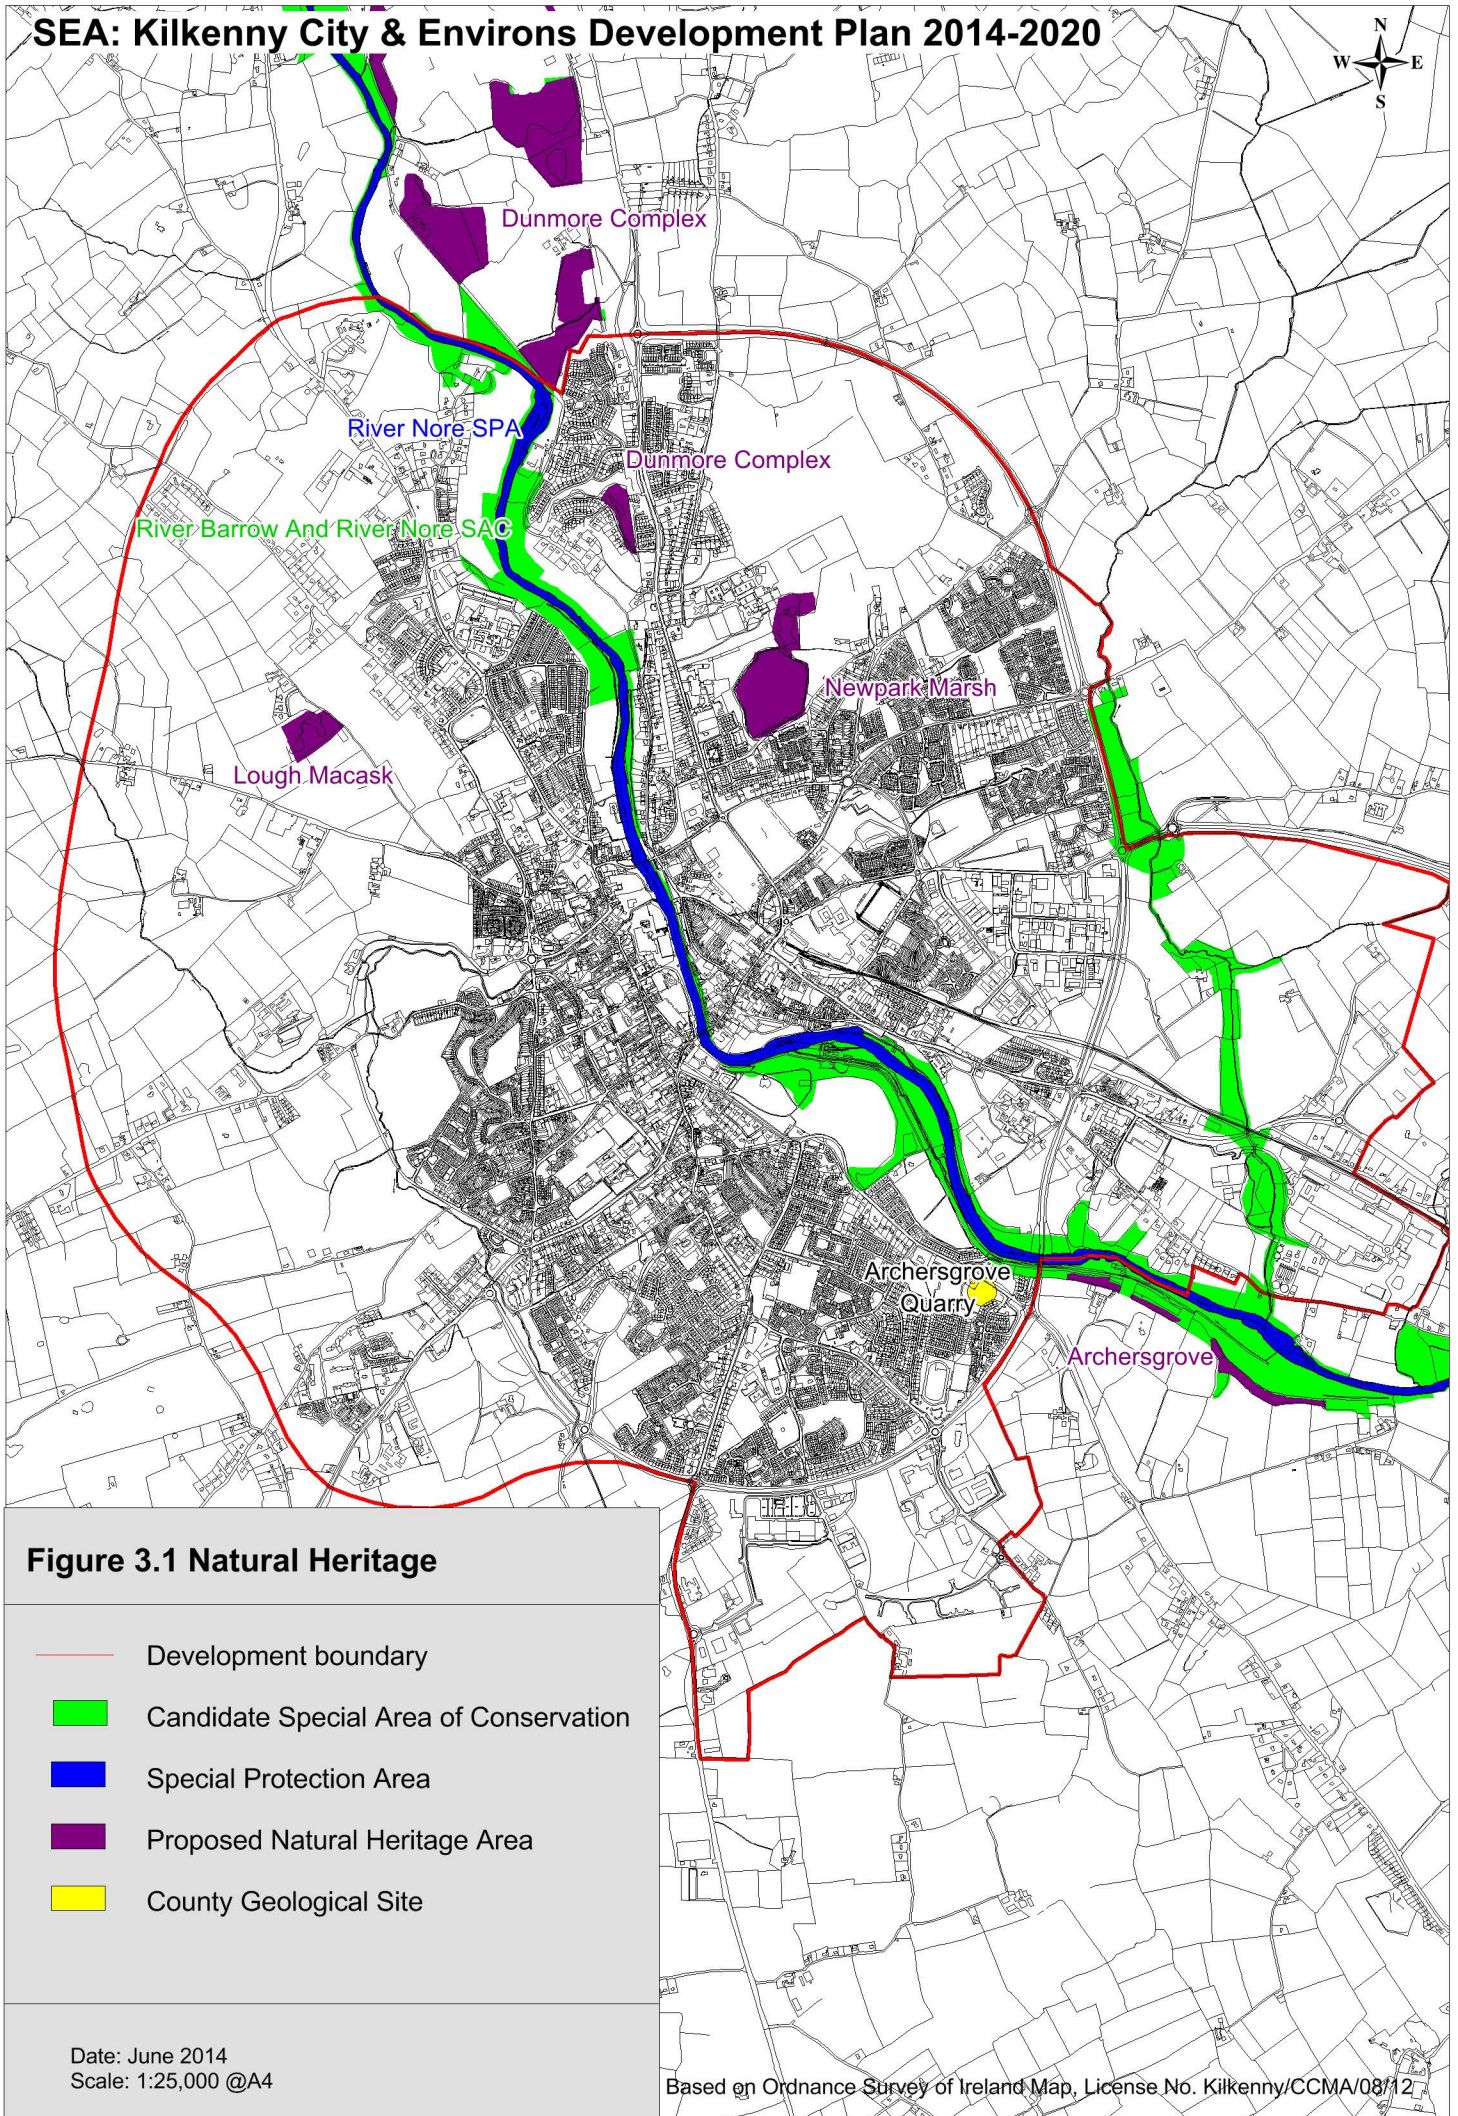 SEA: Kilkenny City & Environs Development Plan 2014-2020
N
W E
S
Dunmore Complex
River Nore SPA
Dunmore Complex
River Barrow And River Nore SAC
Newpark Marsh
Lough Macask
Archersgrove
Quarry
Archersgrove
Figure 3.1 Natural Heritage
Development boundary
Candidate Special Area of Conservation
Special Protection Area
Proposed Natural Heritage Area
County Geological Site
Date: June 2014
Scale: 1:25,000 @A4
Based on Ordnance Survey of Ireland Map, License No. Kilkenny/CCMA/08/12